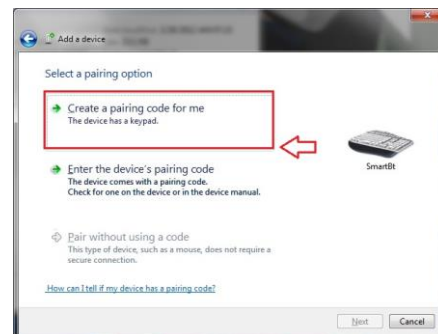 Add a device
Select a pairing option
Create a pairing code for me
The device has a keypad.
SmartBt
Enter the device's pairing code
The device comes with a pairing code.
Check for one on the device or in the device manual.
Pair without using a code
This type of device, such as a mouse, does not require a
secure connection.
How can I tell if my device has a pairing code?
Next
Cancel